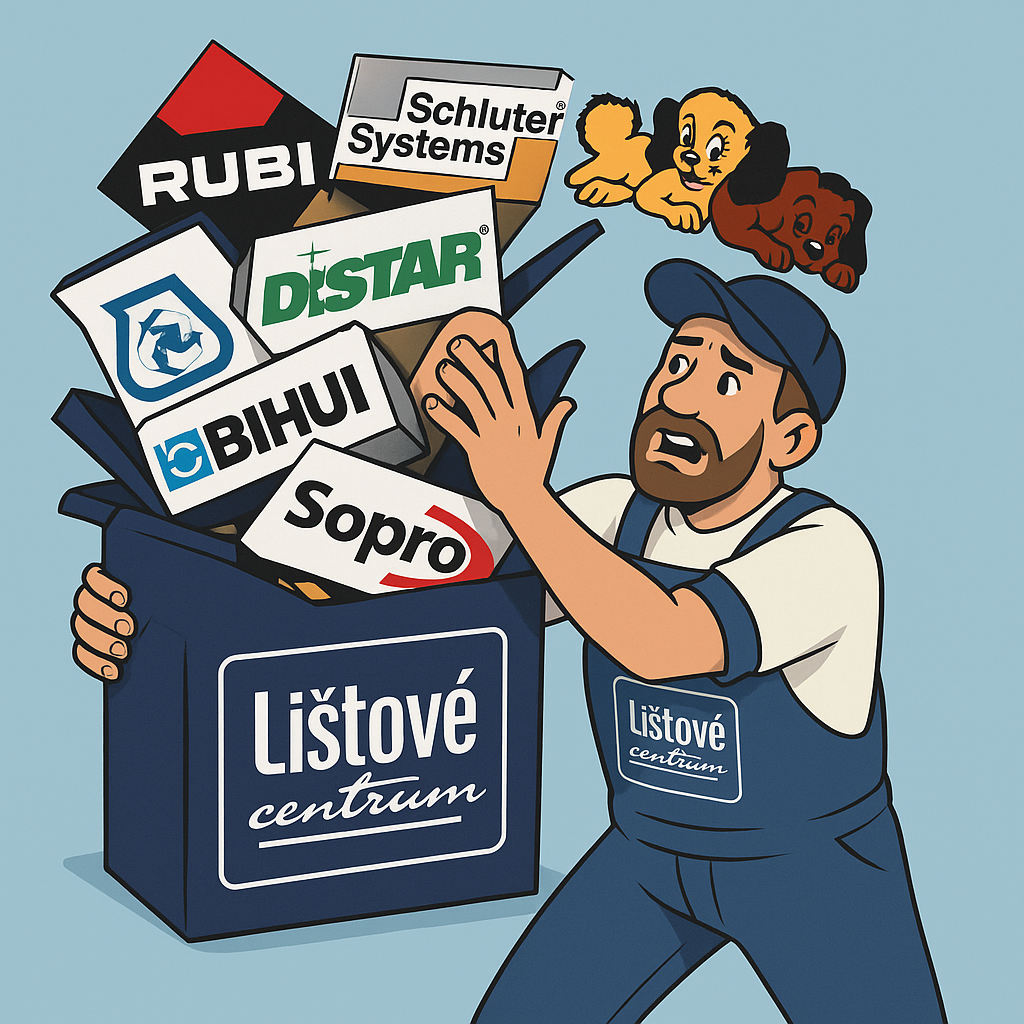 RUBI
Schluter®
Systems
DiSTAR®
BIHUI
Sopro
Lištové
centrum
Lištové
centrum